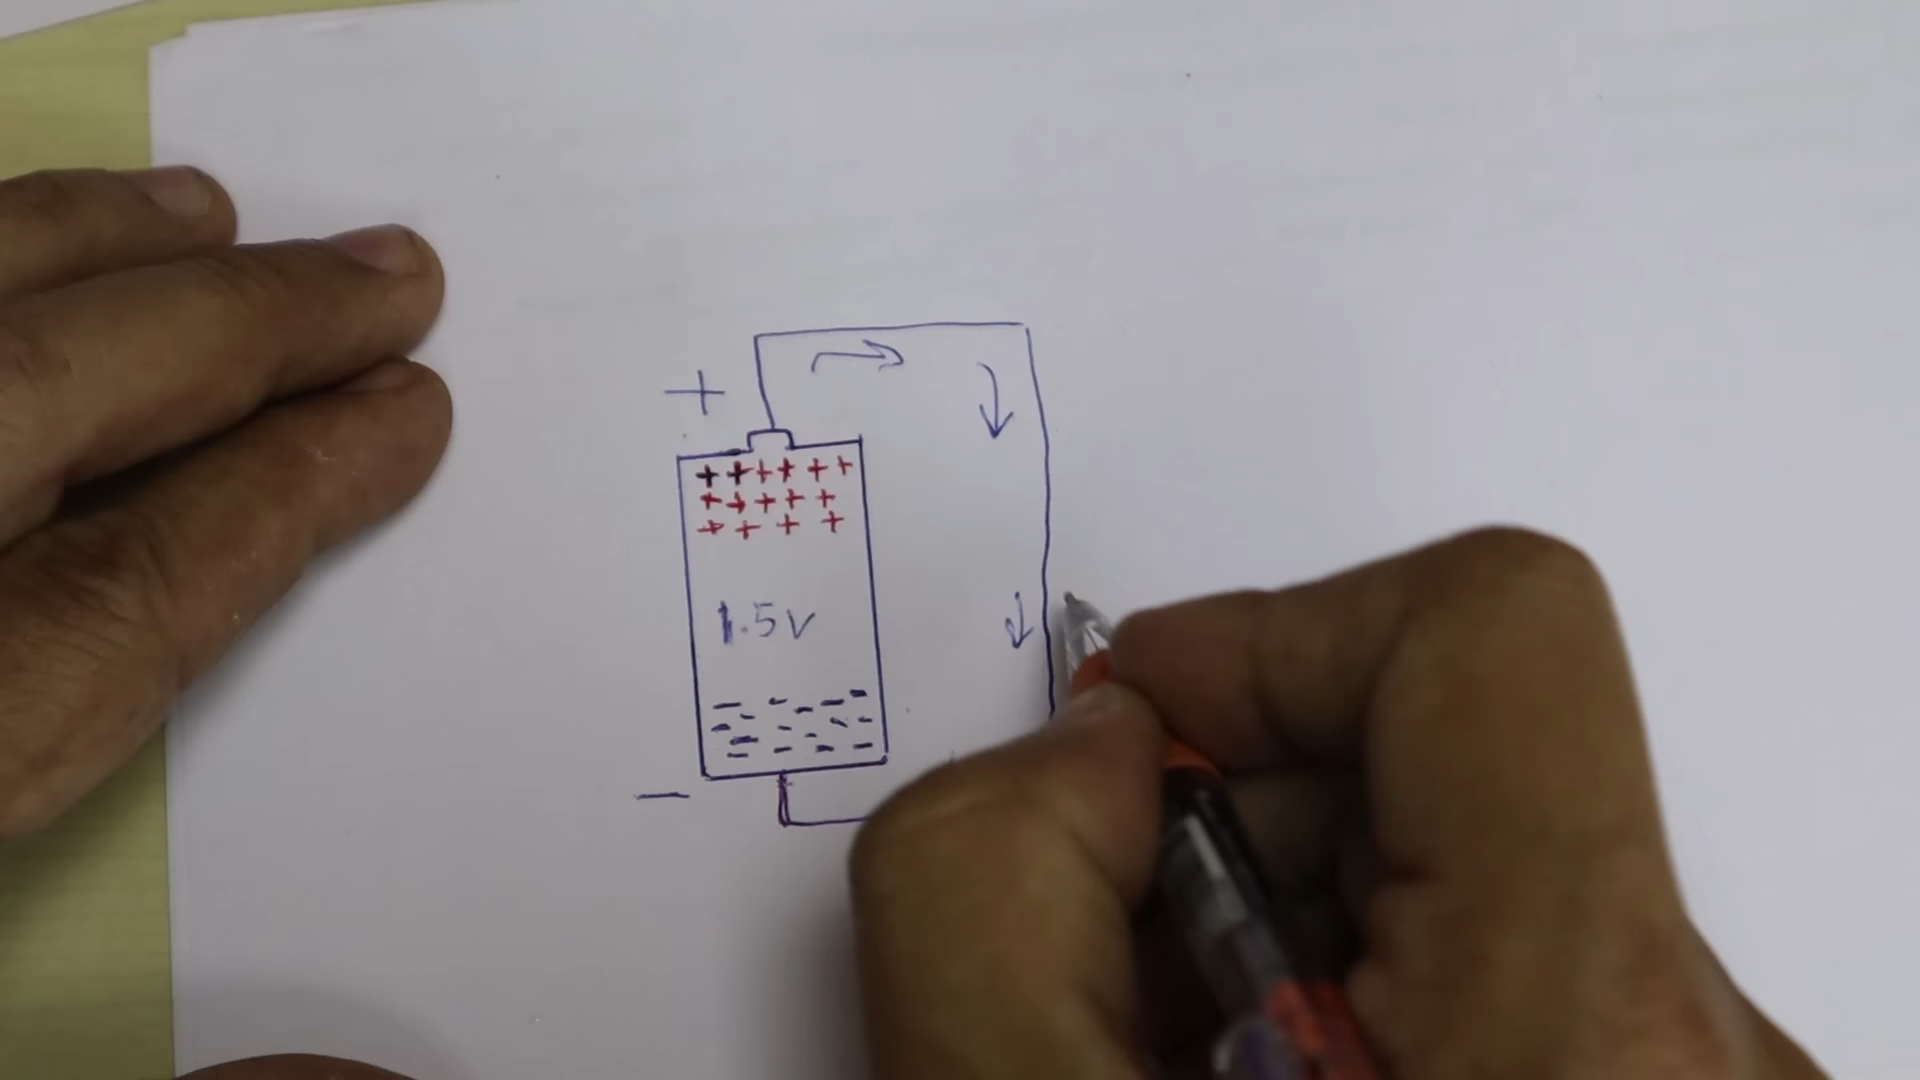 +
+ + + + + +
+ + + + +
+ + + +
1.5V
−